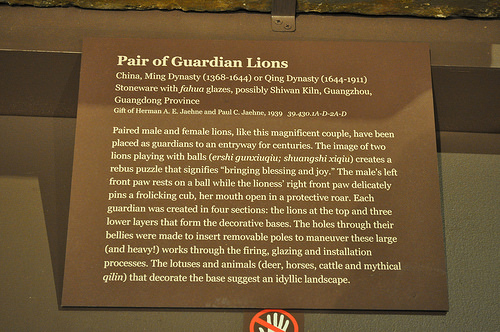 Pair of Guardian Lions
China, Ming Dynasty (1368-1644) or Qing Dynasty (1644-1911)
Stoneware with fahua glazes, possibly Shiwan Kiln, Guangzhou,
Guangdong Province
Gift of Herman A. E. Jaehne and Paul C. Jaehne, 1939 39.430.1A-D-2A-D
Paired male and female lions, like this magnificent couple, have been
placed as guardians to an entryway for centuries. The image of two
lions playing with balls (ershi gunxiuqiu; shuangshi xiqiu) creates a
rebus puzzle that signifies "bringing blessing and joy." The male's left
front paw rests on a ball while the lioness' right front paw delicately
pins a frolicking cub, her mouth open in a protective roar. Each
guardian was created in four sections: the lions at the top and three
lower layers that form the decorative bases. The holes through their
bellies were made to insert removable poles to maneuver these large
(and heavy!) works through the firing, glazing and installation
processes. The lotuses and animals (deer, horses, cattle and mythical
qilin) that decorate the base suggest an idyllic landscape.